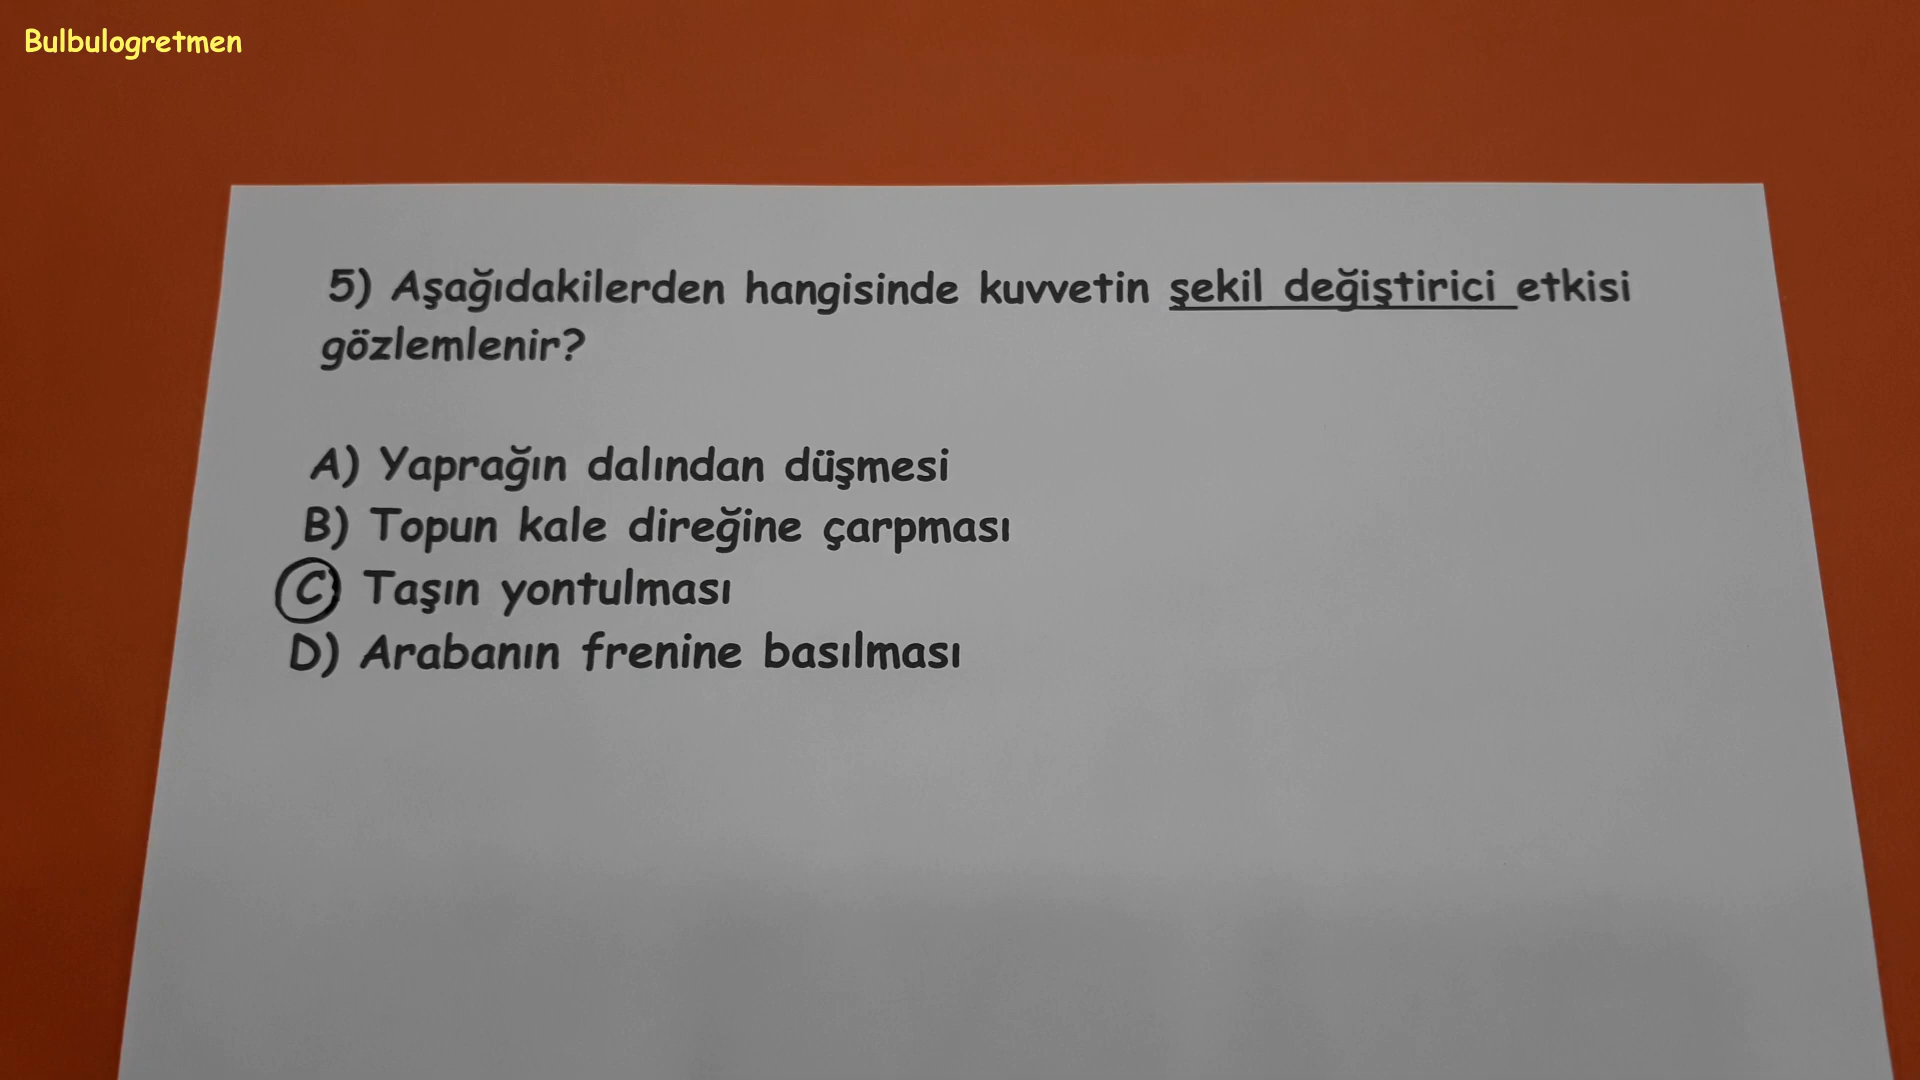 Bulbulogretmen
5) Aşağıdakilerden hangisinde kuvvetin şekil değiştirici etkisi
gözlemlenir?
A) Yaprağın dalından düşmesi
B) Topun kale direğine çarpması
C) Taşın yontulması
D) Arabanın frenine basılması